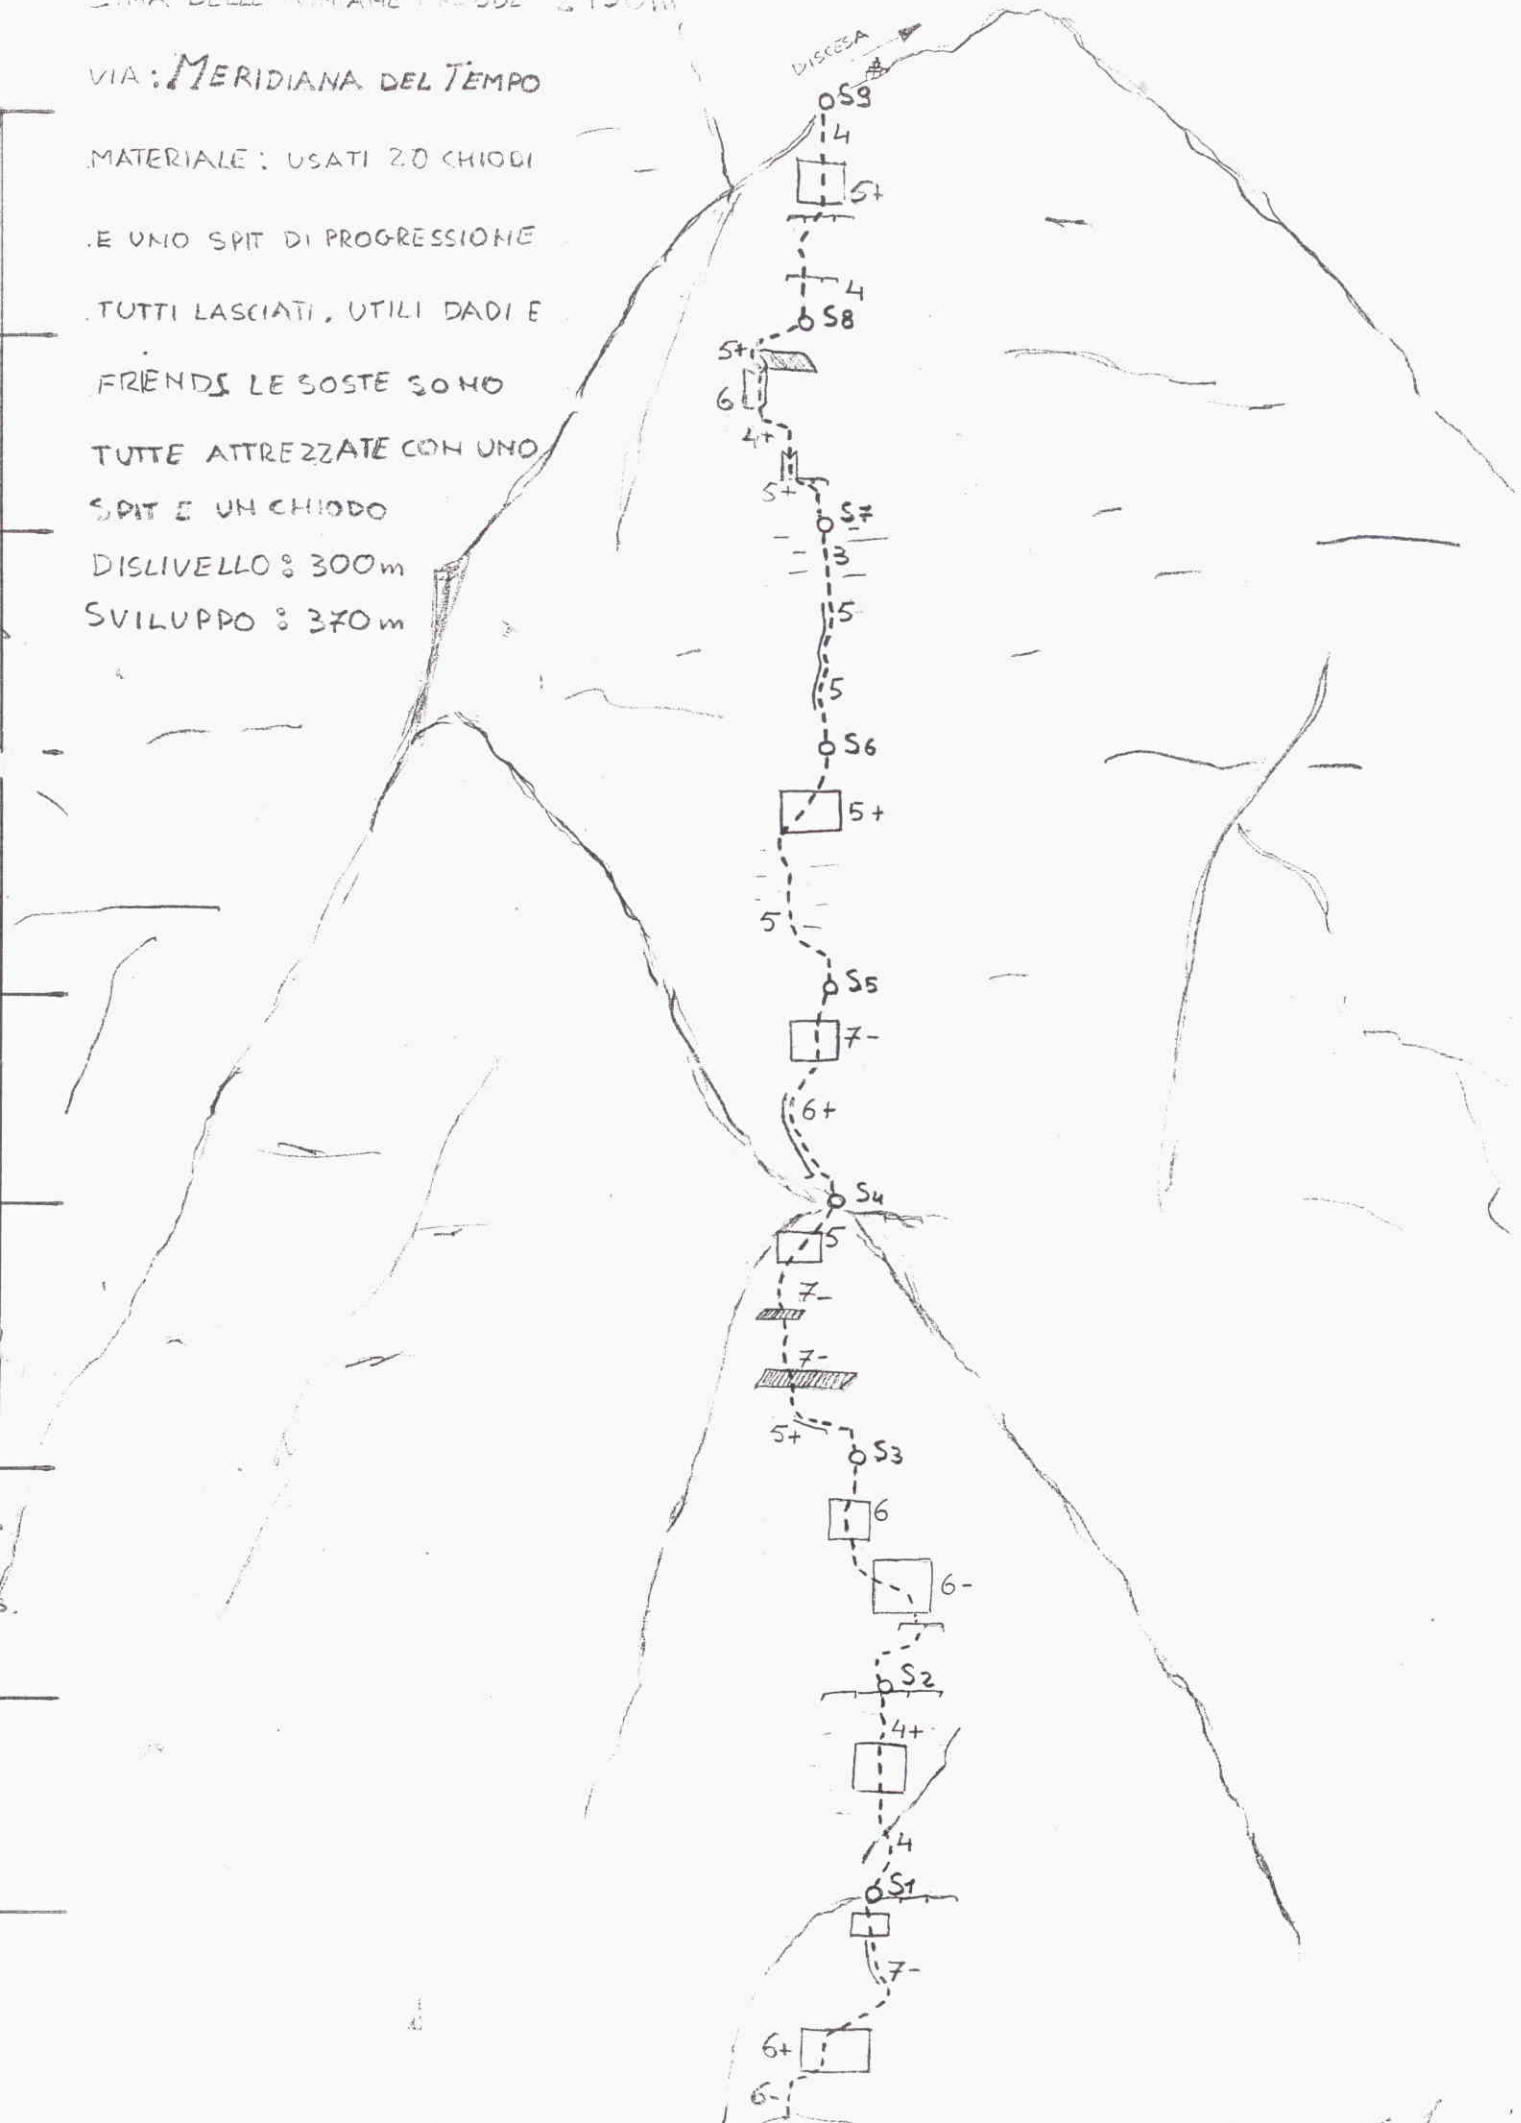 VIA: MERIDIANA DEL TEMPO
MATERIALE: USATI 20 CHIODI
E UNO SPIT DI PROGRESSIONE
TUTTI LASCIATI. UTILI DADI E
FRIENDS LE SOSTE SONO
TUTTE ATTREZZATE CON UNO
SPIT E UN CHIODO
DISLIVELLO: 300m
SVILUPPO: 370m
DISCESA
S9
4
5+
4
S8
5+
6
4+
5+
S7
3
5
5
S6
5+
5
S5
7-
6+
S4
5
7-
7-
5+
S3
6
6-
S2
4+
4
S1
7-
6+
6-